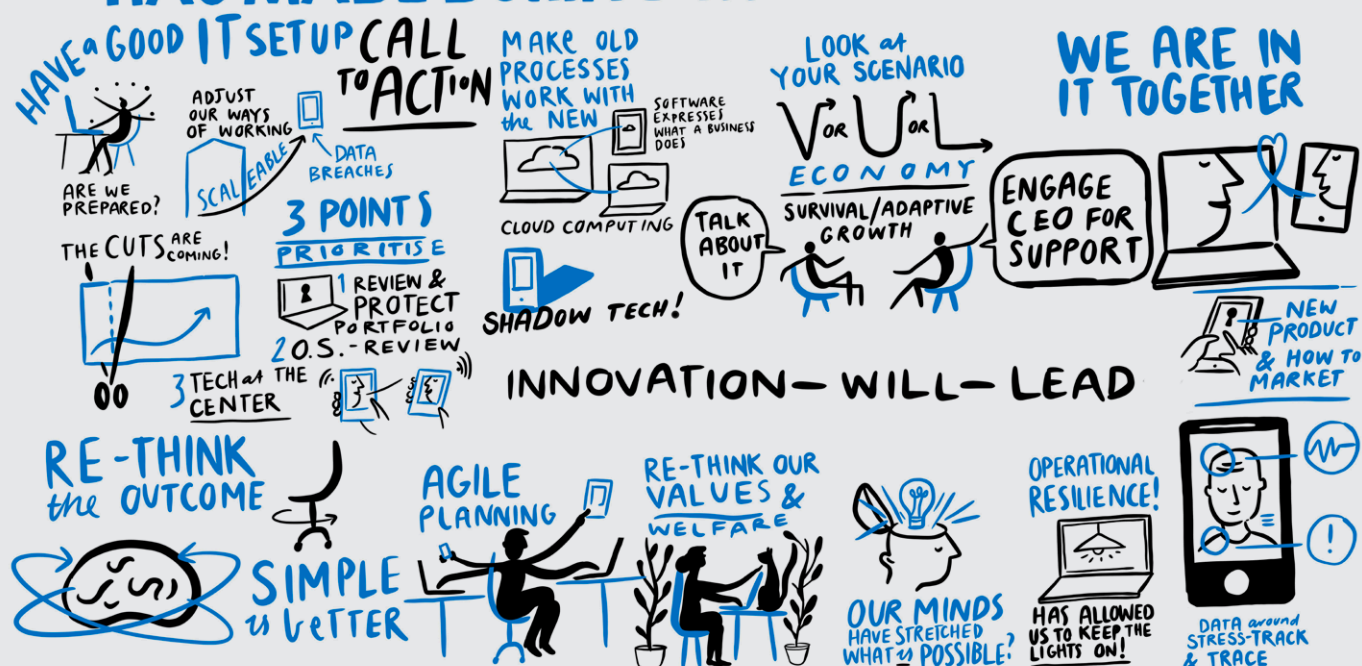 HAVE a GOOD IT SETUP
CALL
TO ACTION
ARE WE
PREPARED?
ADJUST
OUR WAYS
OF WORKING
SCALEABLE
DATA
BREACHES
THE CUTS ARE
COMING!
3 POINTS
PRIORITISE
1 REVIEW &
PROTECT
PORTFOLIO
2 O.S.-REVIEW
3 TECH at THE
CENTER
MAKE OLD
PROCESSES
WORK WITH
the NEW
SOFTWARE
EXPRESSES
WHAT A BUSINESS
DOES
CLOUD COMPUTING
SHADOW TECH!
LOOK at
YOUR SCENARIO
V OR U OR L
ECONOMY
SURVIVAL/ADAPTIVE
GROWTH
TALK
ABOUT
IT
ENGAGE
CEO FOR
SUPPORT
WE ARE IN
IT TOGETHER
NEW
PRODUCT
& HOW TO
MARKET
INNOVATION-WILL-LEAD
RE-THINK
the OUTCOME
SIMPLE
is bETTER
AGILE
PLANNING
RE-THINK OUR
VALUES &
WELFARE
OUR MINDS
HAVE STRETCHED
WHAT is POSSIBLE?
OPERATIONAL
RESILIENCE!
HAS ALLOWED
US TO KEEP THE
LIGHTS ON!
!
DATA around
STRESS-TRACK
& TRACE